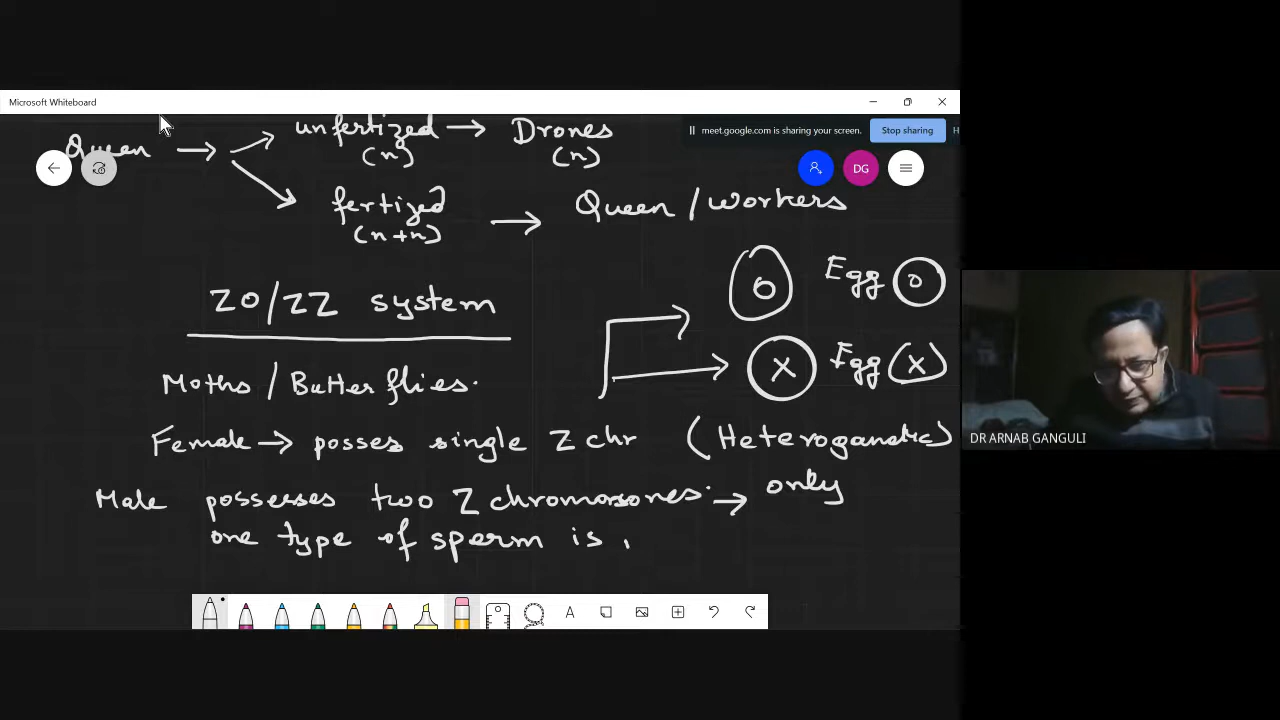 Microsoft Whiteboard
meet.google.com is sharing your screen.
Stop sharing
H
DG
Queen → unfertized → Drones
(n) (n)
fertized → Queen / workers
(n+n)
ZO/ZZ system
O Egg O
X Egg X
Moths / Butterflies.
Female → posses single Z chr (Heterogametic)
Male possesses two Z chromosones. → only
one type of sperm is
DR ARNAB GANGULI
A